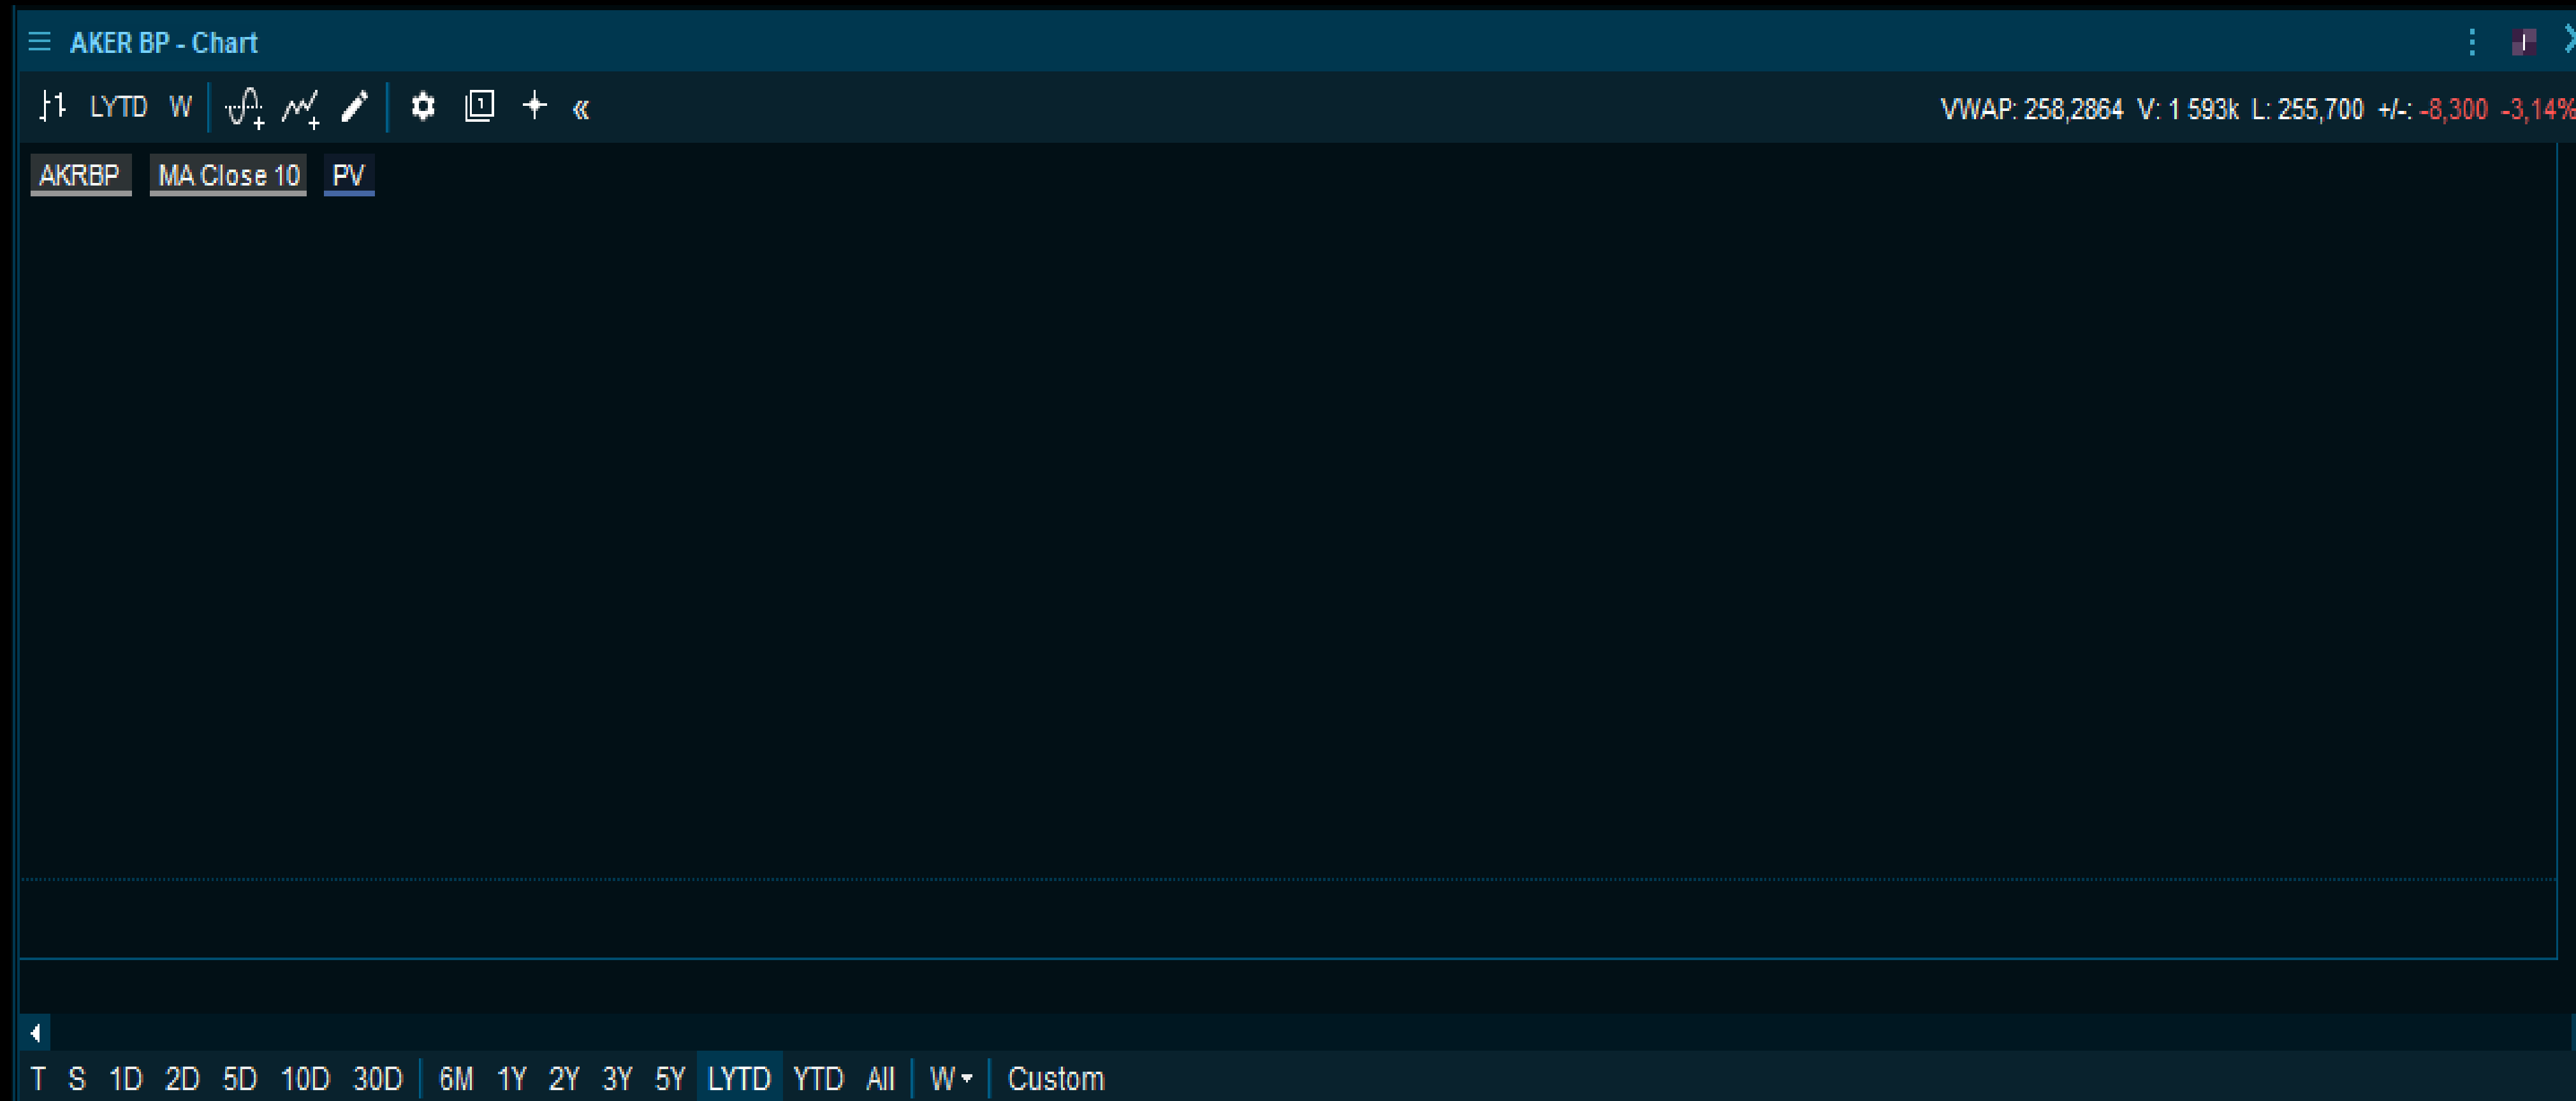 AKER BP - Chart
LYTD W 1 « VWAP: 258,2864 V: 1 593k L: 255,700 +/-: -8,300 -3,14%
AKRBP MA Close 10 PV
T S 1D 2D 5D 10D 30D 6M 1Y 2Y 3Y 5Y LYTD YTD All W Custom